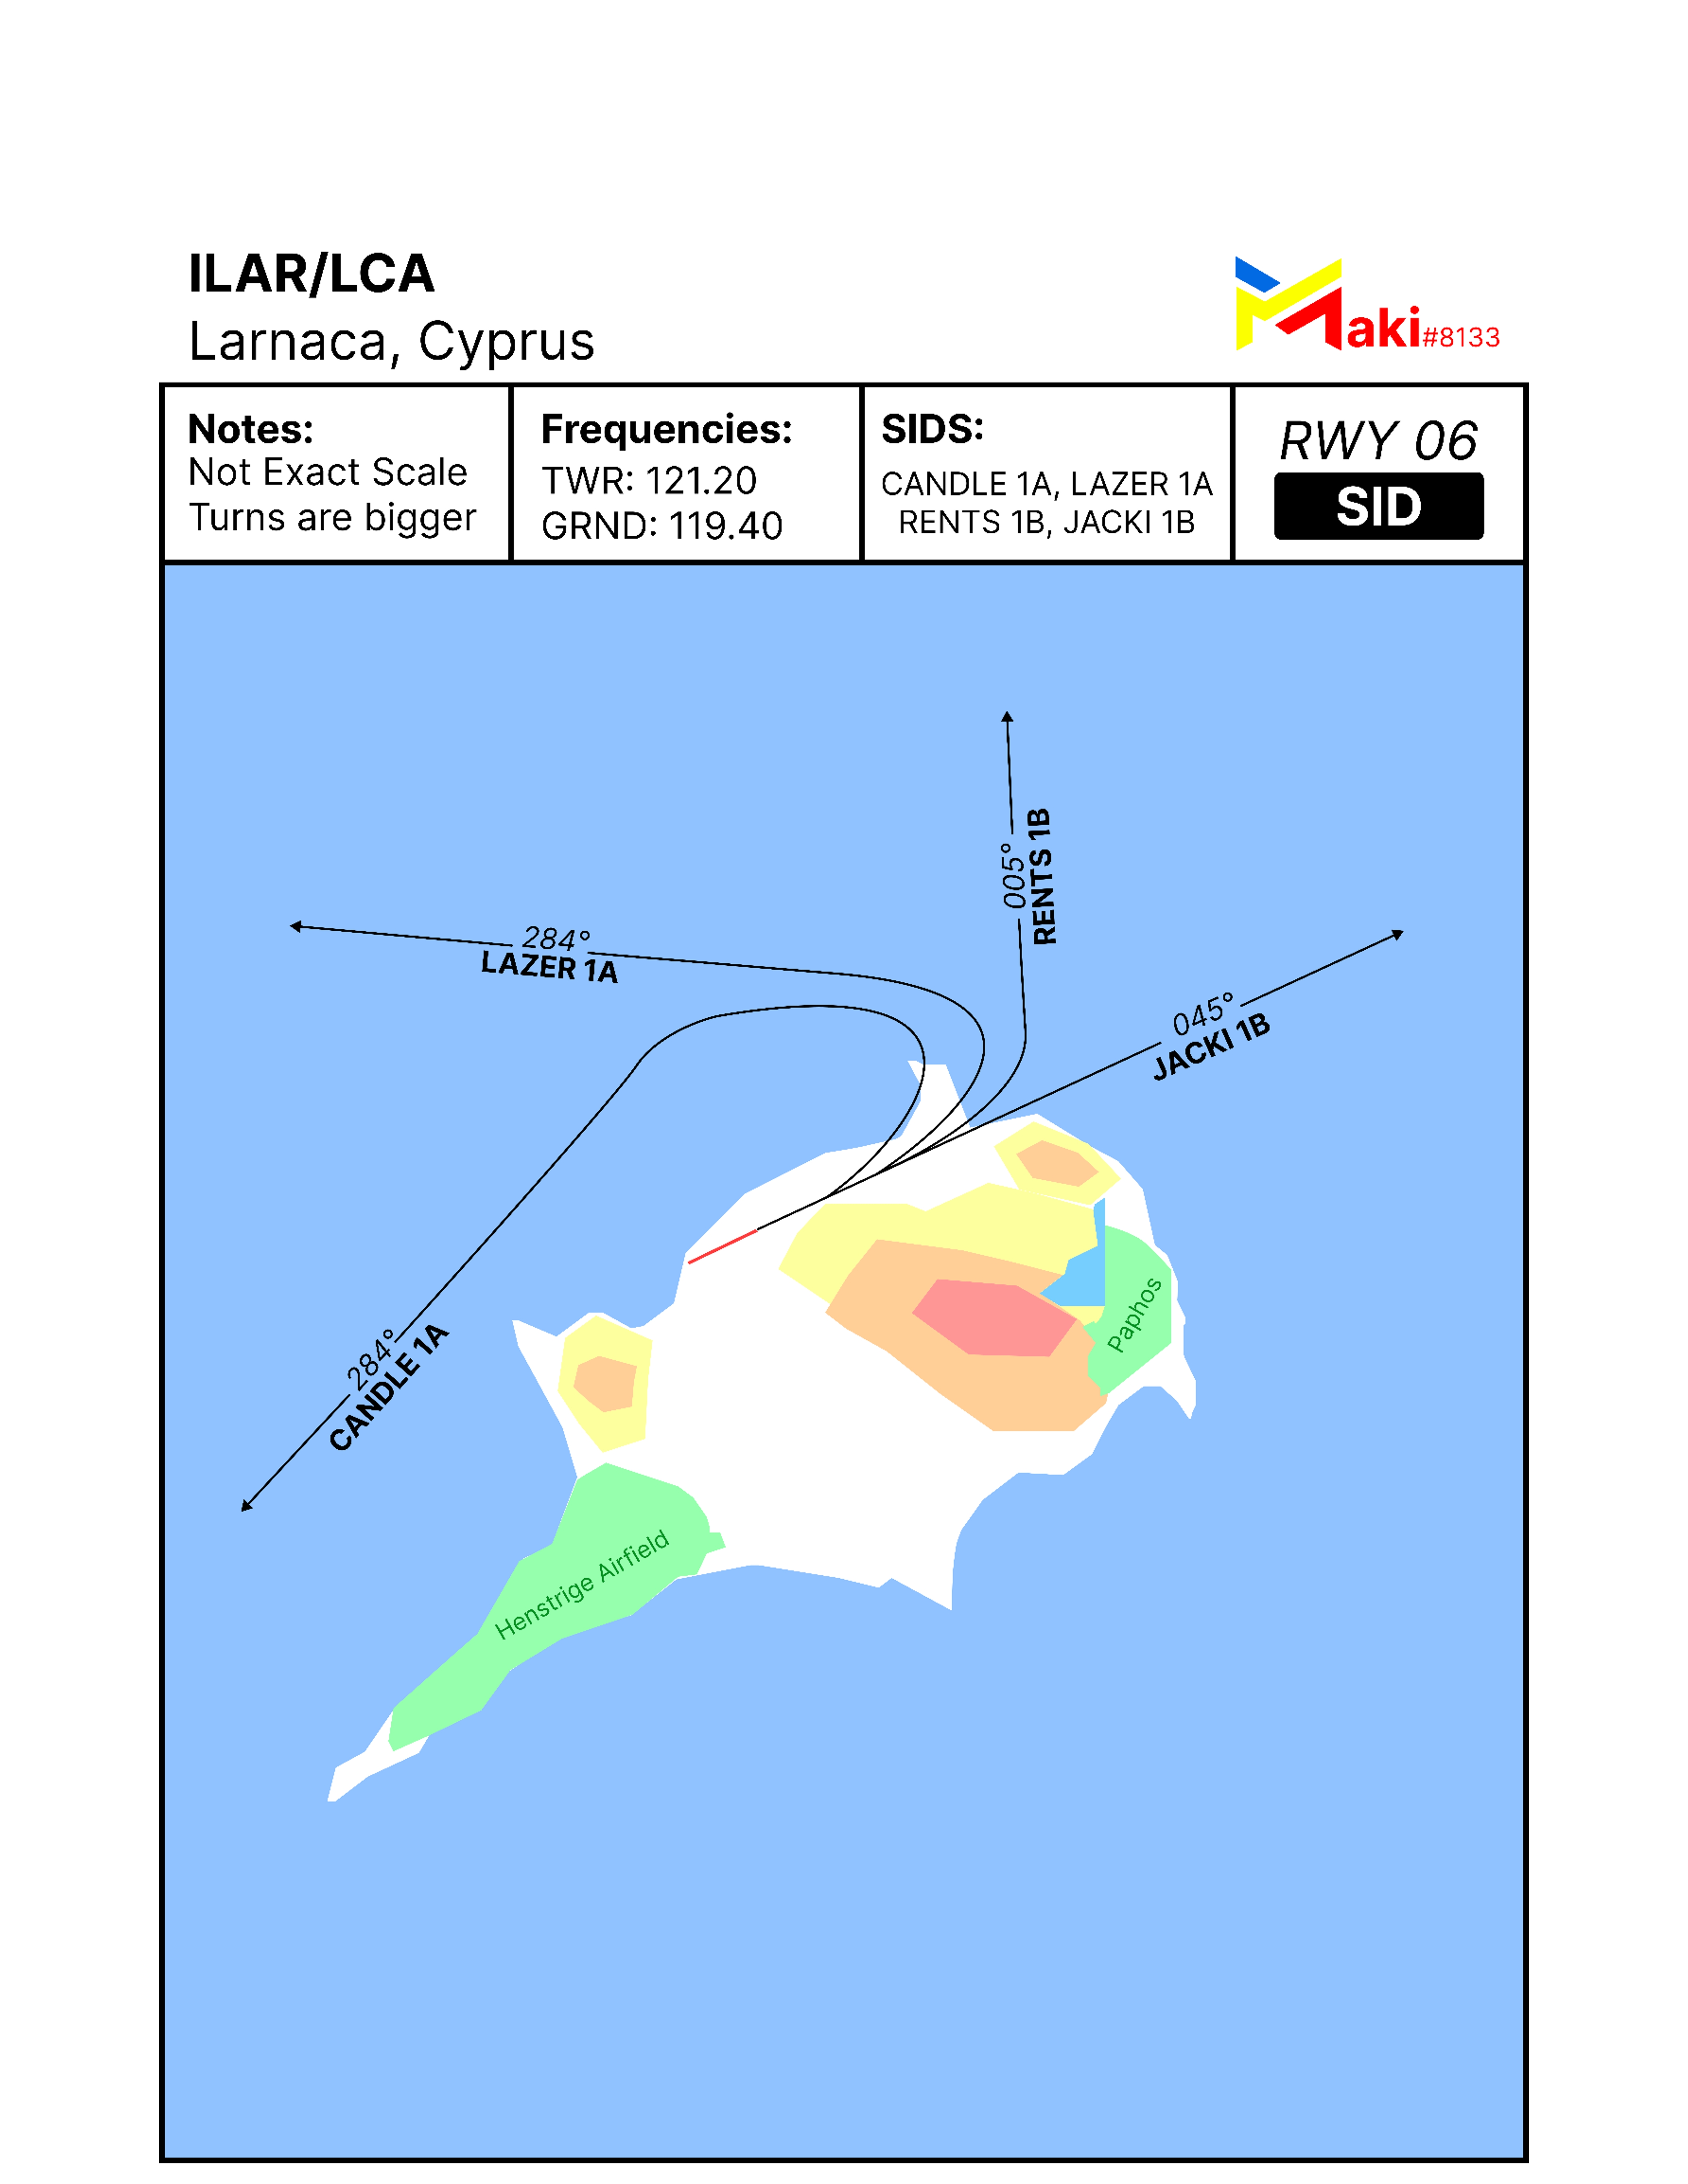 ILAR/LCA
Larnaca, Cyprus
Maki#8133
Notes:
Not Exact Scale
Turns are bigger
Frequencies:
TWR: 121.20
GRND: 119.40
SIDS:
CANDLE 1A, LAZER 1A
RENTS 1B, JACKI 1B
RWY 06
SID
005°
RENTS 1B
284°
LAZER 1A
045°
JACKI 1B
284°
CANDLE 1A
Paphos
Henstrige Airfield